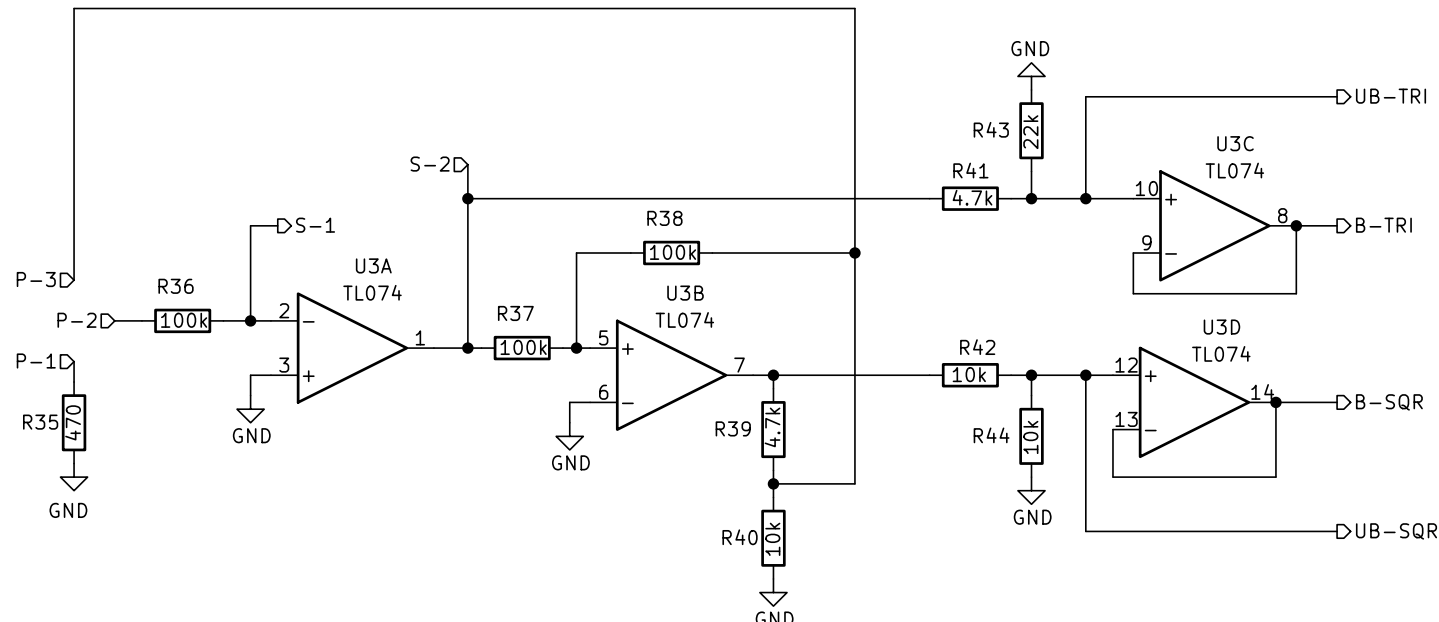 GND
UB-TRI
R43
22k
U3C
TL074
S-2
R41
4.7k
10
+
R38
100k
S-1
8
B-TRI
9
-
U3A
TL074
P-3
R36
U3B
TL074
P-2
100k
2
-
R37
U3D
TL074
1
100k
5
+
R42
P-1
3
+
7
10k
12
+
6
-
14
B-SQR
R35
470
GND
R39
4.7k
R44
10k
13
-
GND
GND
GND
R40
10k
UB-SQR
GND